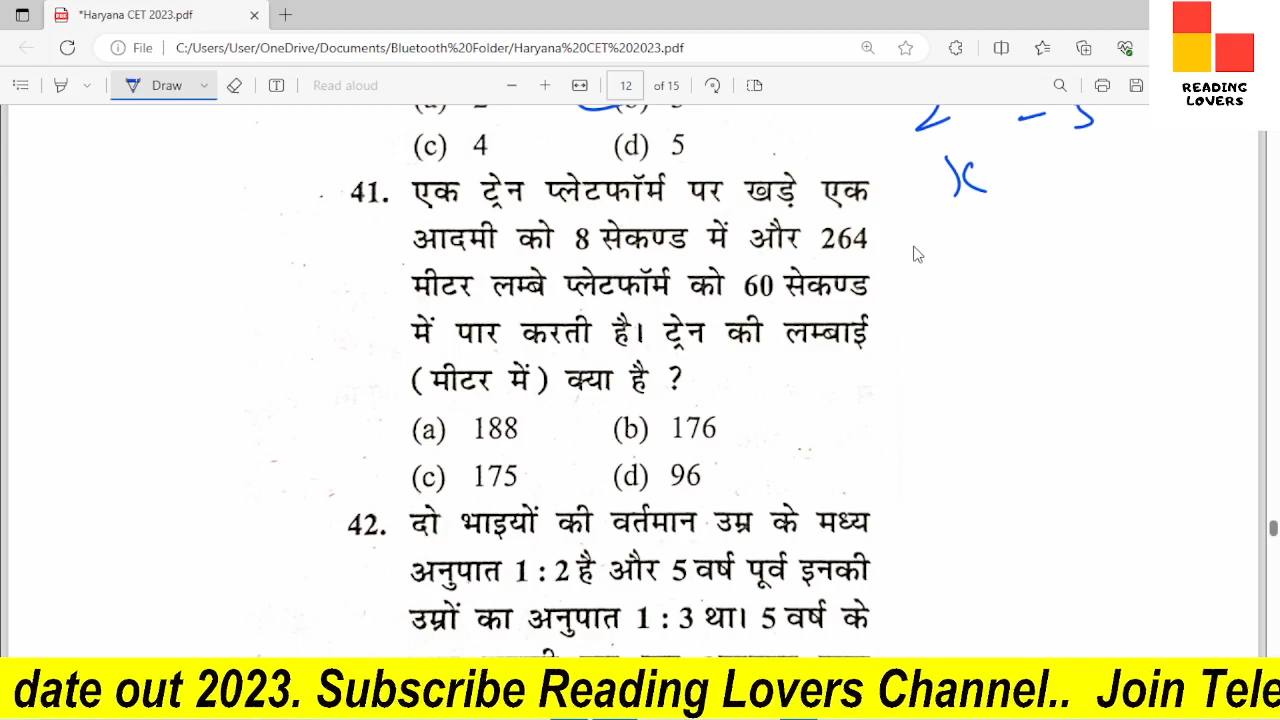 *Haryana CET 2023.pdf
File
C:/Users/User/OneDrive/Documents/Bluetooth%20Folder/Haryana%20CET%202023.pdf
Draw
Read aloud
12 of 15
READING
LOVERS
(c) 4 (d) 5
41. एक ट्रेन प्लेटफॉर्म पर खड़े एक
आदमी को 8 सेकण्ड में और 264
मीटर लम्बे प्लेटफॉर्म को 60 सेकण्ड
में पार करती है। ट्रेन की लम्बाई
(मीटर में) क्या है ?
(a) 188 (b) 176
(c) 175 (d) 96
42. दो भाइयों की वर्तमान उम्र के मध्य
अनुपात 1 : 2 है और 5 वर्ष पूर्व इनकी
उम्रों का अनुपात 1 : 3 था। 5 वर्ष के
date out 2023. Subscribe Reading Lovers Channel.. Join Tele